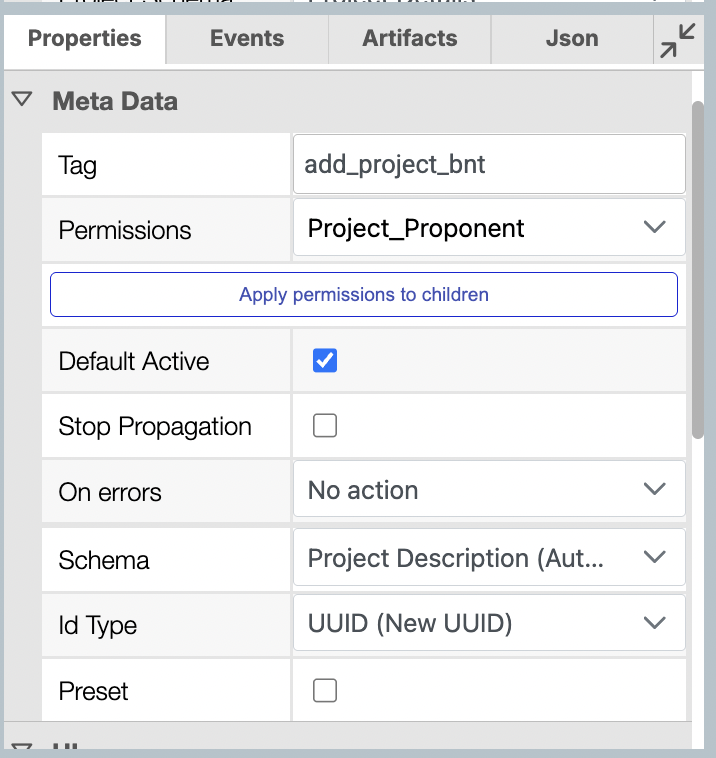 Properties Events Artifacts Json
Meta Data
Tag add_project_bnt
Permissions Project_Proponent
Apply permissions to children
Default Active
Stop Propagation
On errors No action
Schema Project Description (Aut...
Id Type UUID (New UUID)
Preset